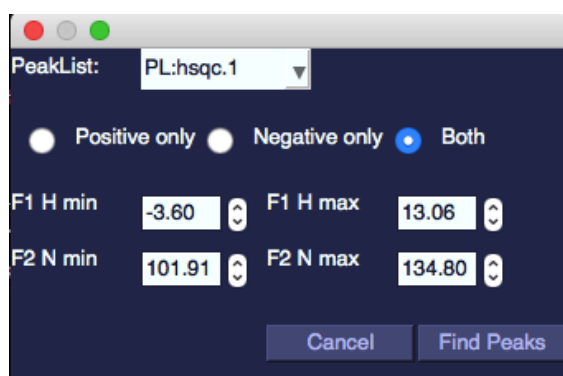 PeakList: PL:hsqc.1
Positive only Negative only Both
F1 H min -3.60 F1 H max 13.06
F2 N min 101.91 F2 N max 134.80
Cancel Find Peaks